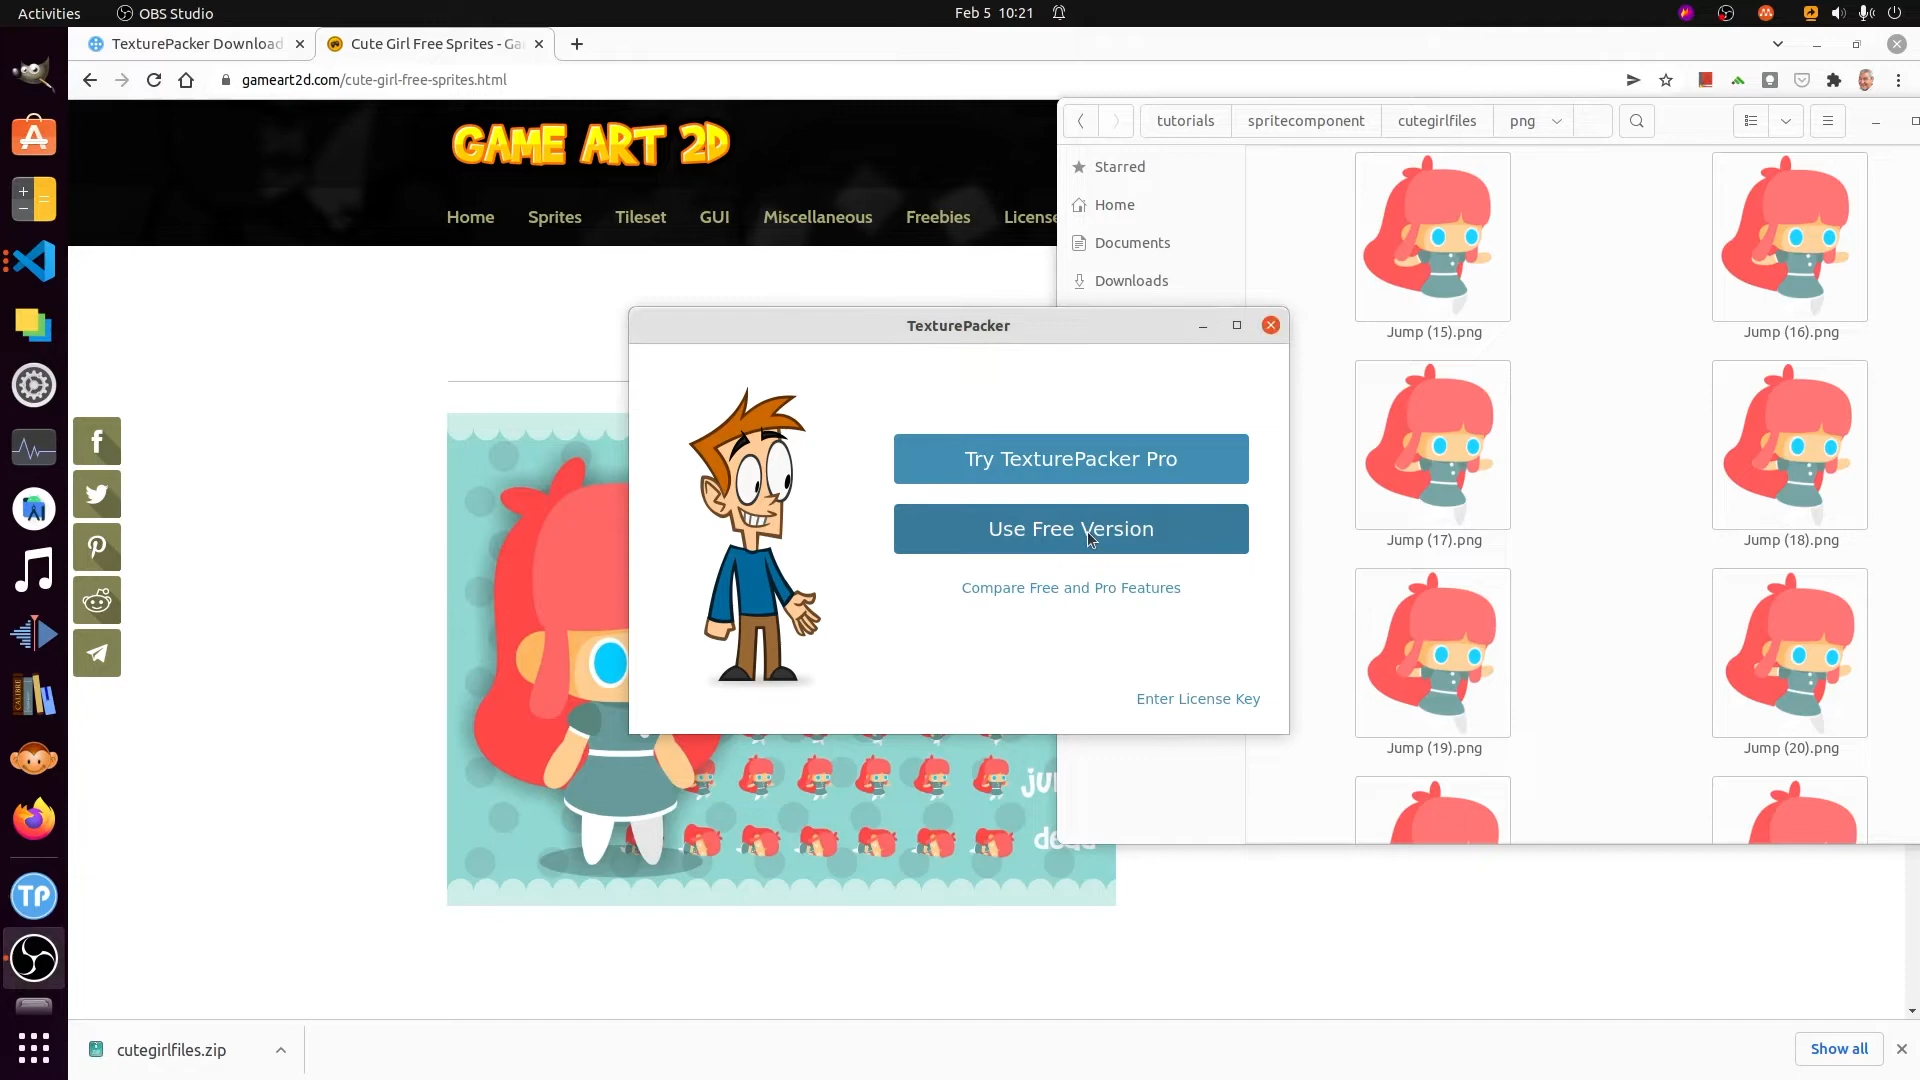 Activities
OBS Studio
Feb 5 10:21
TexturePacker Download
Cute Girl Free Sprites - Ga
gameart2d.com/cute-girl-free-sprites.html
GAME ART 2D
Home Sprites Tileset GUI Miscellaneous Freebies License
tutorials spritecomponent cutegirlfiles png
Starred
Home
Documents
Downloads
Jump (15).png
Jump (16).png
Jump (17).png
Jump (18).png
Jump (19).png
Jump (20).png
TexturePacker
Try TexturePacker Pro
Use Free Version
Compare Free and Pro Features
Enter License Key
TP
cutegirlfiles.zip
Show all